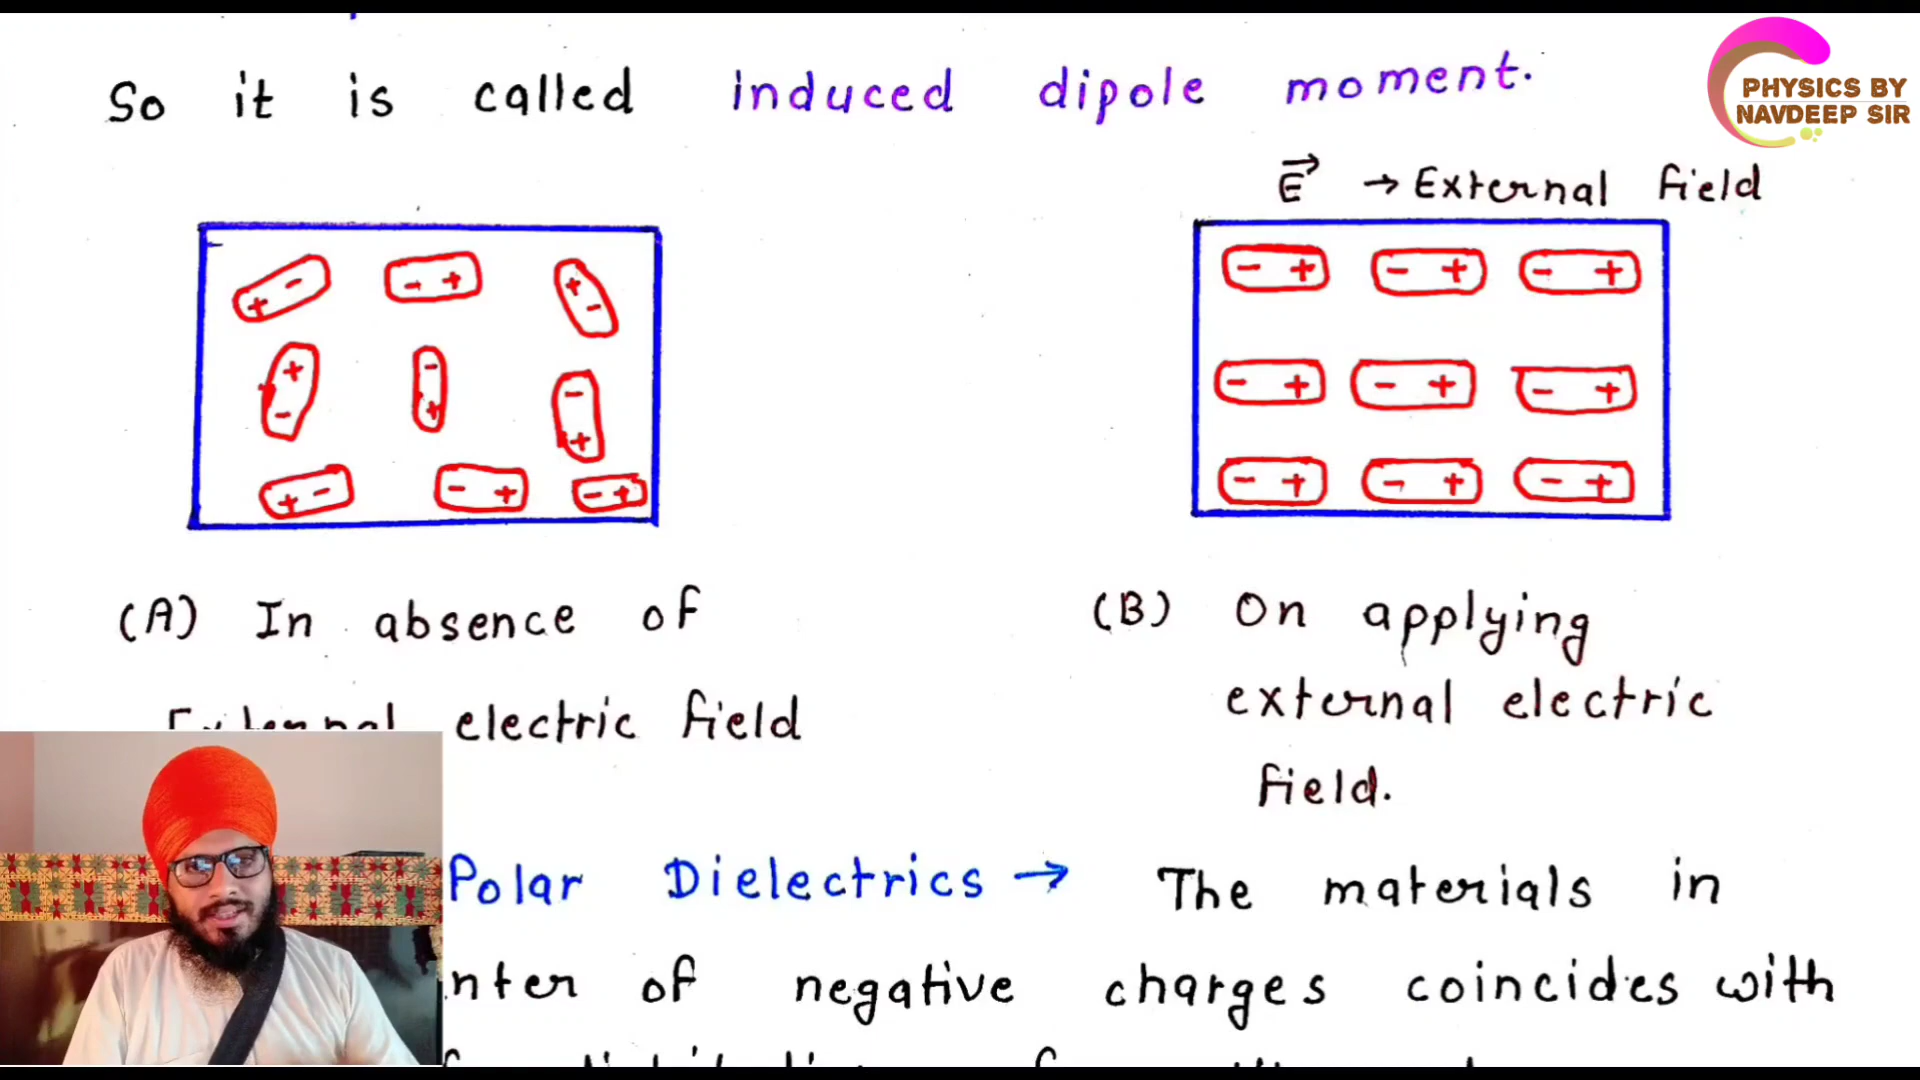 So it is called induced dipole moment.
PHYSICS BY
NAVDEEP SIR
E⃗ → External field
+ - - + + -
+ - - + - +
+ - - + - +
- + - + - +
- + - + - +
- + - + - +
(A) In absence of
External electric field
(B) On applying
external electric
field.
Polar Dielectrics → The materials in
of negative charges coincides with